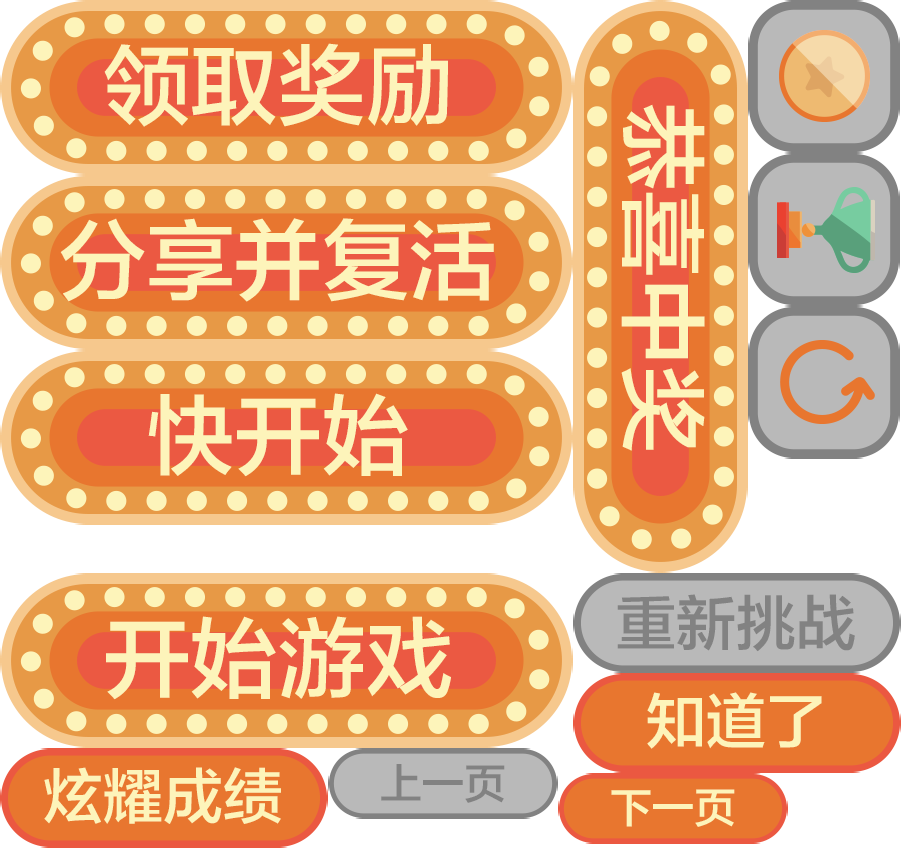 领取奖励
分享并复活
快开始
恭喜中奖
开始游戏
重新挑战
知道了
炫耀成绩
上一页
下一页